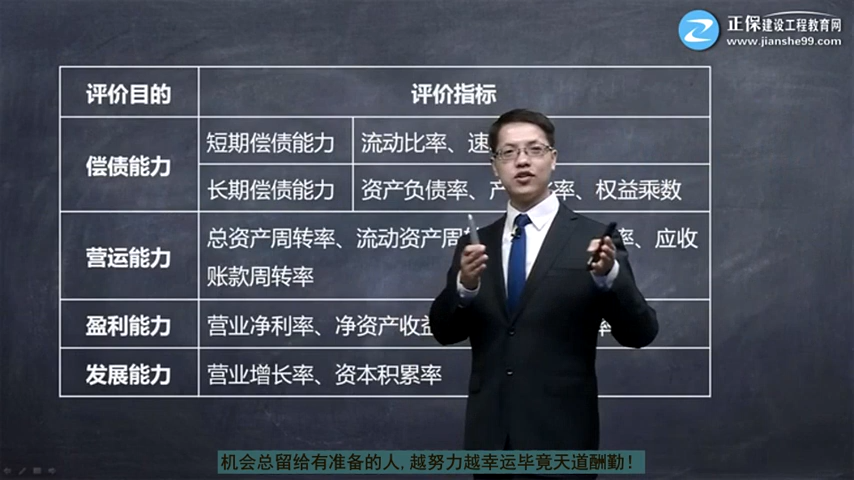 正保建设工程教育网
www.jianshe99.com
评价目的 评价指标
偿债能力 短期偿债能力 流动比率、速
长期偿债能力 资产负债率、产 率、权益乘数
营运能力 总资产周转率、流动资产周 率、应收
账款周转率
盈利能力 营业净利率、净资产收益 率
发展能力 营业增长率、资本积累率
机会总留给有准备的人,越努力越幸运毕竟天道酬勤!